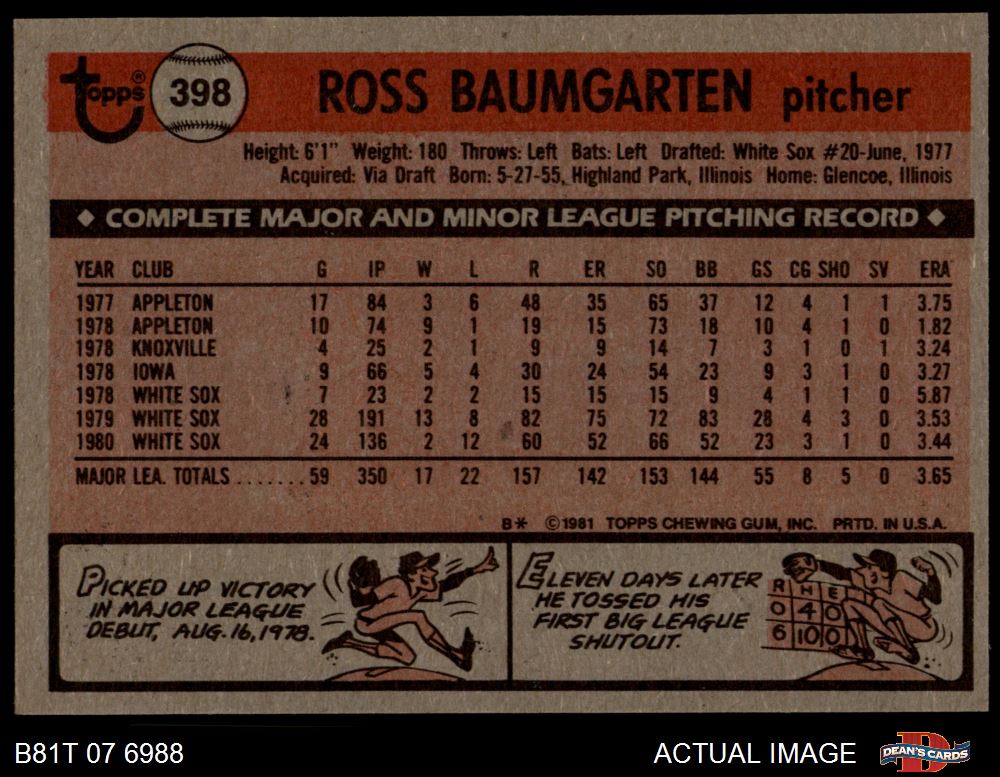 Topps®
398
ROSS BAUMGARTEN pitcher
Height: 6'1" Weight: 180 Throws: Left Bats: Left Drafted: White Sox #20-June, 1977
Acquired: Via Draft Born: 5-27-55, Highland Park, Illinois Home: Glencoe, Illinois
◆ COMPLETE MAJOR AND MINOR LEAGUE PITCHING RECORD ◆
YEAR CLUB G IP W L R ER SO BB GS CG SHO SV ERA
1977 APPLETON 17 84 3 6 48 35 65 37 12 4 1 1 3.75
1978 APPLETON 10 74 9 1 19 15 73 18 10 4 1 0 1.82
1978 KNOXVILLE 4 25 2 1 9 9 14 7 3 1 0 1 3.24
1978 IOWA 9 66 5 4 30 24 54 23 9 3 1 0 3.27
1978 WHITE SOX 7 23 2 2 15 15 15 9 4 1 1 0 5.87
1979 WHITE SOX 28 191 13 8 82 75 72 83 28 4 3 0 3.53
1980 WHITE SOX 24 136 2 12 60 52 66 52 23 3 1 0 3.44
MAJOR LEA. TOTALS.......59 350 17 22 157 142 153 144 55 8 5 0 3.65
B* ©1981 TOPPS CHEWING GUM, INC. PRTD. IN U.S.A.
PICKED UP VICTORY
IN MAJOR LEAGUE
DEBUT, AUG. 16, 1978.
ELEVEN DAYS LATER
HE TOSSED HIS
FIRST BIG LEAGUE
SHUTOUT.
R H E
0 4 0
6 10 0
B81T 07 6988
ACTUAL IMAGE
D
DEAN'S CARDS